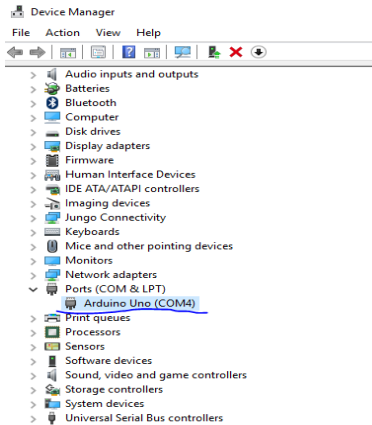 Device Manager
File Action View Help
Audio inputs and outputs
Batteries
Bluetooth
Computer
Disk drives
Display adapters
Firmware
Human Interface Devices
IDE ATA/ATAPI controllers
Imaging devices
Jungo Connectivity
Keyboards
Mice and other pointing devices
Monitors
Network adapters
Ports (COM & LPT)
Arduino Uno (COM4)
Print queues
Processors
Sensors
Software devices
Sound, video and game controllers
Storage controllers
System devices
Universal Serial Bus controllers